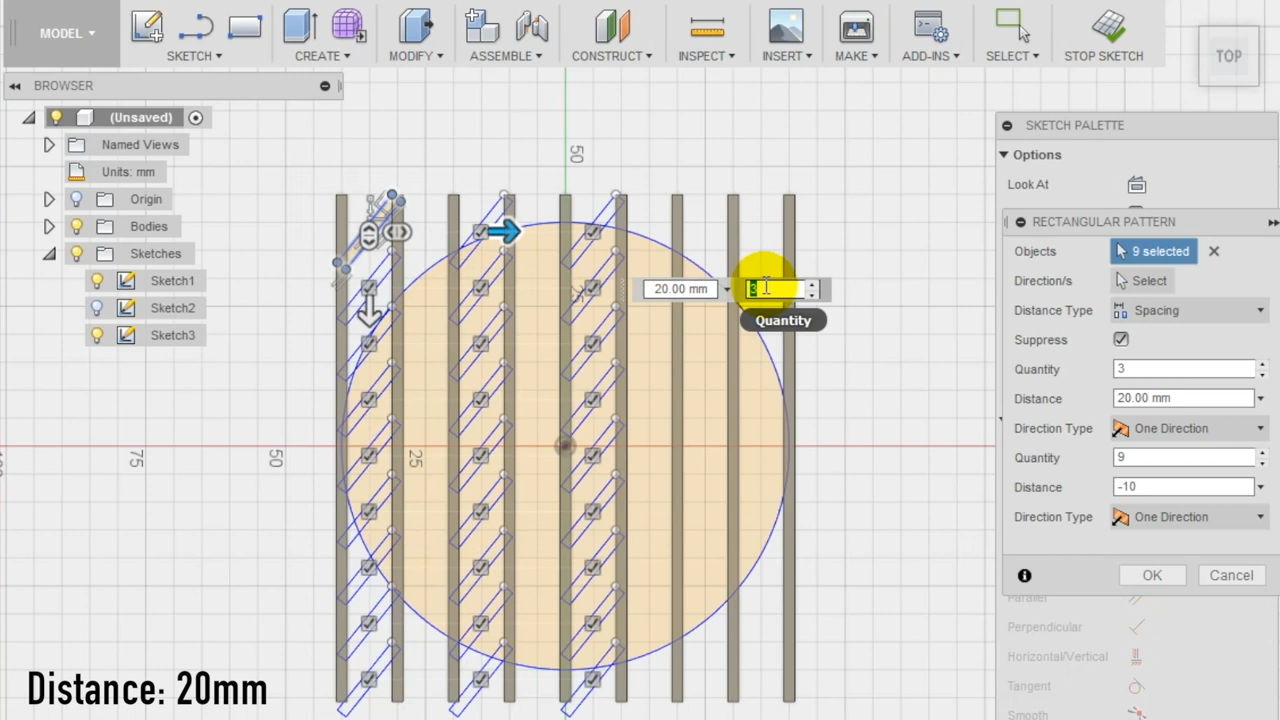 MODEL
SKETCH
CREATE
MODIFY
ASSEMBLE
CONSTRUCT
INSPECT
INSERT
MAKE
ADD-INS
SELECT
STOP SKETCH
TOP
BROWSER
(Unsaved)
Named Views
Units: mm
Origin
Bodies
Sketches
Sketch1
Sketch2
Sketch3
50
25
75
50
25
20.00 mm
3
Quantity
SKETCH PALETTE
Options
Look At
RECTANGULAR PATTERN
Objects
9 selected
Direction/s
Select
Distance Type
Spacing
Suppress
Quantity
3
Distance
20.00 mm
Direction Type
One Direction
Quantity
9
Distance
-10
Direction Type
One Direction
OK
Cancel
Parallel
Perpendicular
Horizontal/Vertical
Tangent
Smooth
Distance: 20mm